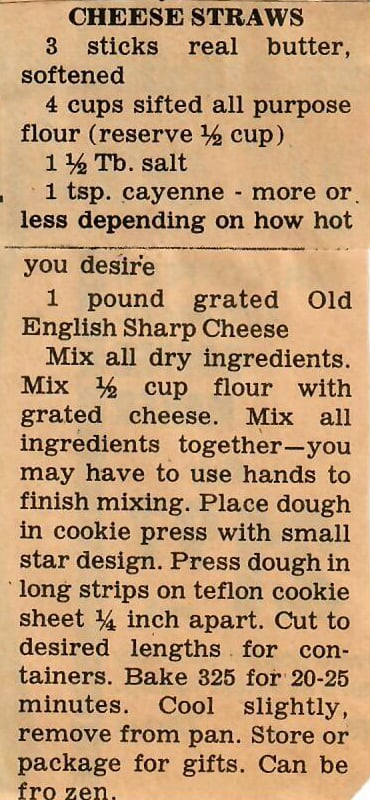 CHEESE STRAWS
3 sticks real butter,
softened
4 cups sifted all purpose
flour (reserve ½ cup)
1 ½ Tb. salt
1 tsp. cayenne - more or
less depending on how hot
you desire
1 pound grated Old
English Sharp Cheese
Mix all dry ingredients.
Mix ½ cup flour with
grated cheese. Mix all
ingredients together—you
may have to use hands to
finish mixing. Place dough
in cookie press with small
star design. Press dough in
long strips on teflon cookie
sheet ¼ inch apart. Cut to
desired lengths for con-
tainers. Bake 325 for 20-25
minutes. Cool slightly,
remove from pan. Store or
package for gifts. Can be
fro zen.